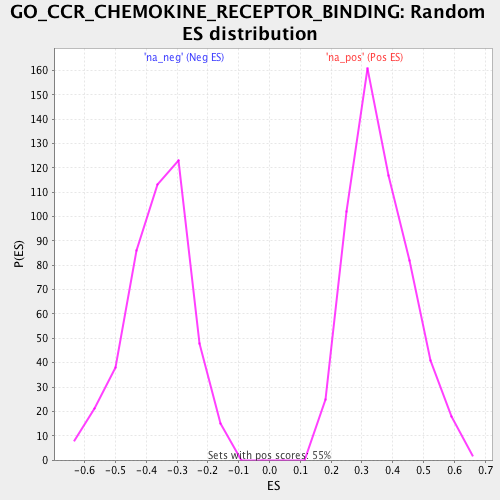 GO_CCR_CHEMOKINE_RECEPTOR_BINDING: Random
ES distribution
'na_neg' (Neg ES)
'na_pos' (Pos ES)
160
150
140
130
120
110
100
90
80
70
60
50
40
30
20
10
0
P(ES)
Sets with pos scores: 55%
-0.6 -0.5 -0.4 -0.3 -0.2 -0.1 0.0 0.1 0.2 0.3 0.4 0.5 0.6 0.7
ES